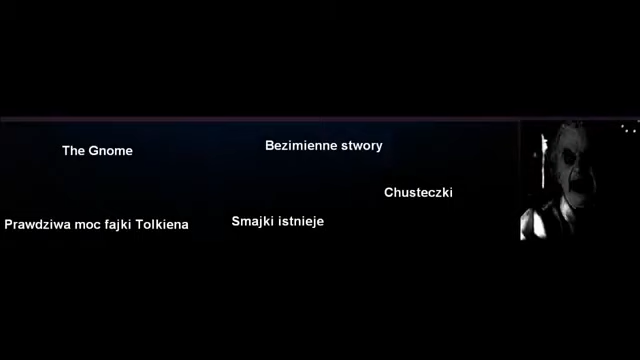 The Gnome
Bezimienne stwory
Chusteczki
Prawdziwa moc fajki Tolkiena
Smajki istnieje